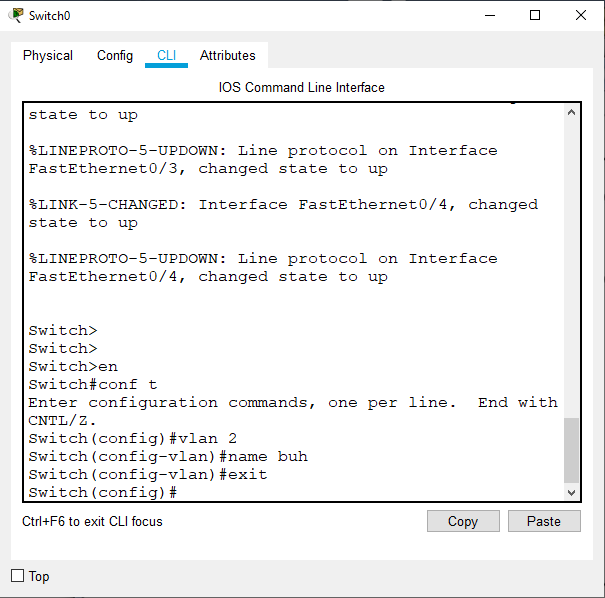 Switch0
Physical Config CLI Attributes
IOS Command Line Interface
state to up
%LINEPROTO-5-UPDOWN: Line protocol on Interface
FastEthernet0/3, changed state to up
%LINK-5-CHANGED: Interface FastEthernet0/4, changed
state to up
%LINEPROTO-5-UPDOWN: Line protocol on Interface
FastEthernet0/4, changed state to up
Switch>
Switch>
Switch>en
Switch#conf t
Enter configuration commands, one per line.  End with
CNTL/Z.
Switch(config)#vlan 2
Switch(config-vlan)#name buh
Switch(config-vlan)#exit
Switch(config)#
Ctrl+F6 to exit CLI focus
Copy Paste
Top